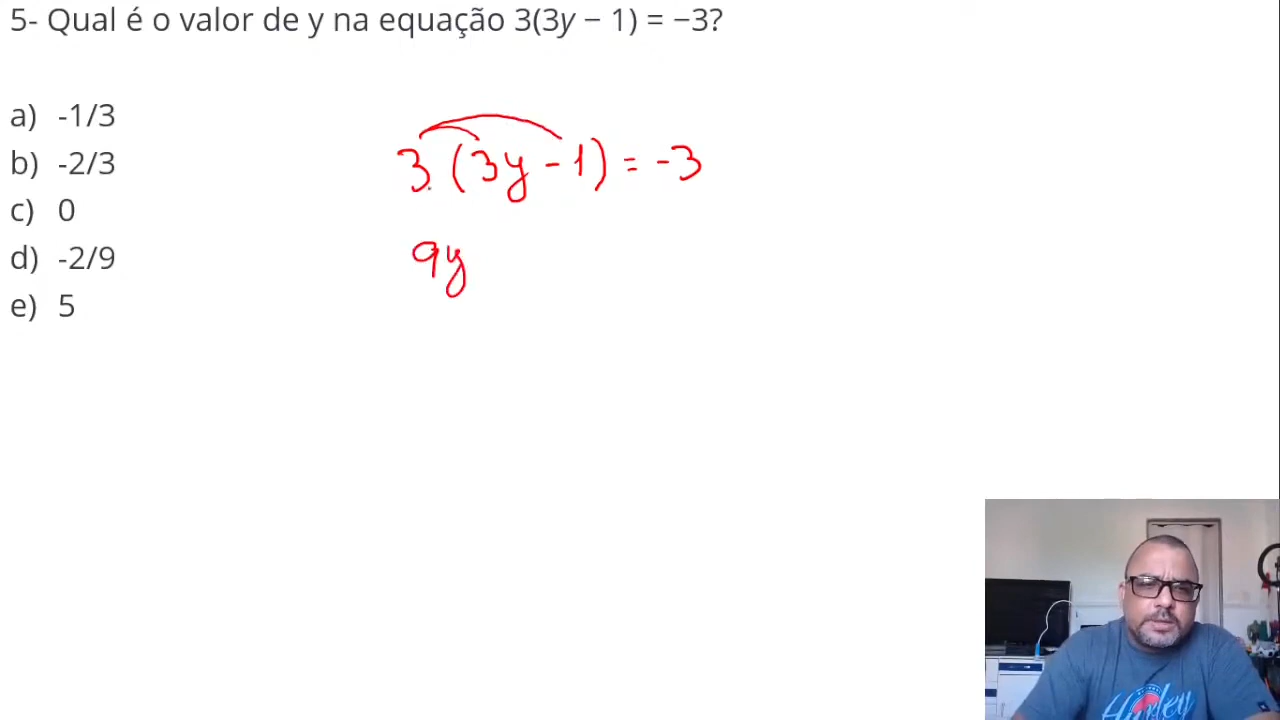 5- Qual é o valor de y na equação 3(3y − 1) = −3?
a) -1/3
b) -2/3
c) 0
d) -2/9
e) 5
3.(3y - 1) = -3
9y
Harley